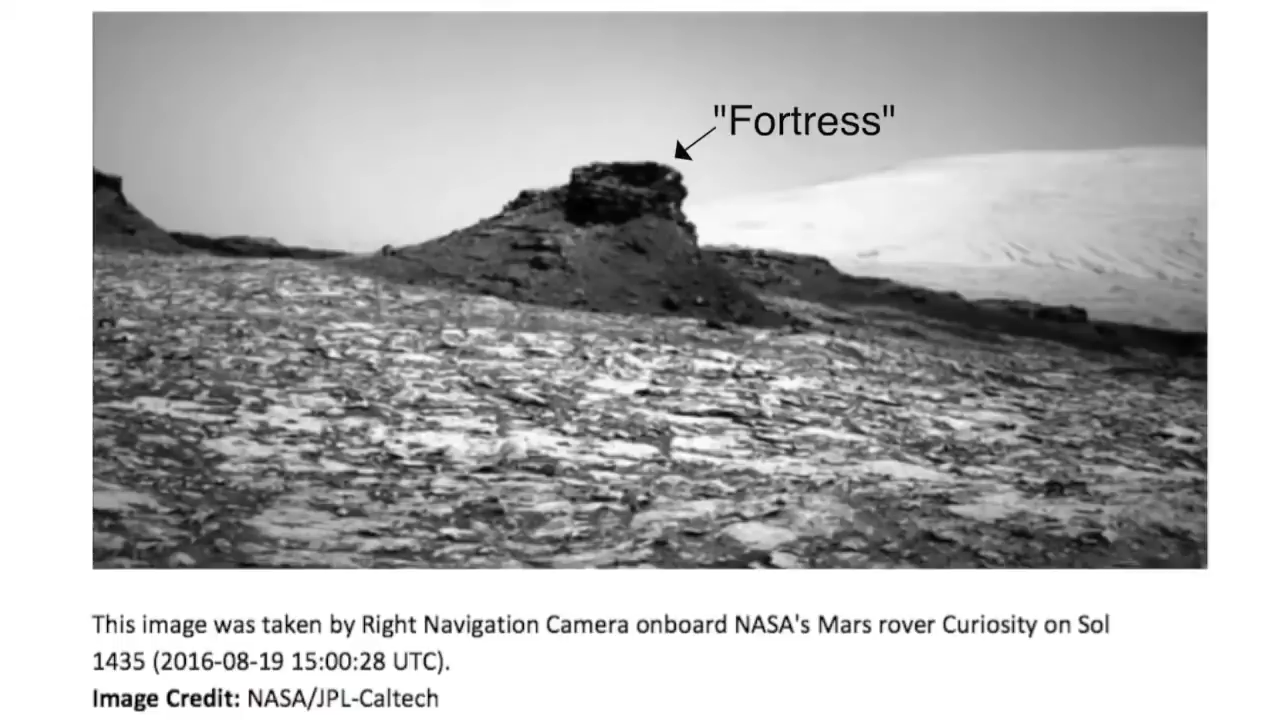 "Fortress"
This image was taken by Right Navigation Camera onboard NASA's Mars rover Curiosity on Sol
1435 (2016-08-19 15:00:28 UTC).
Image Credit: NASA/JPL-Caltech